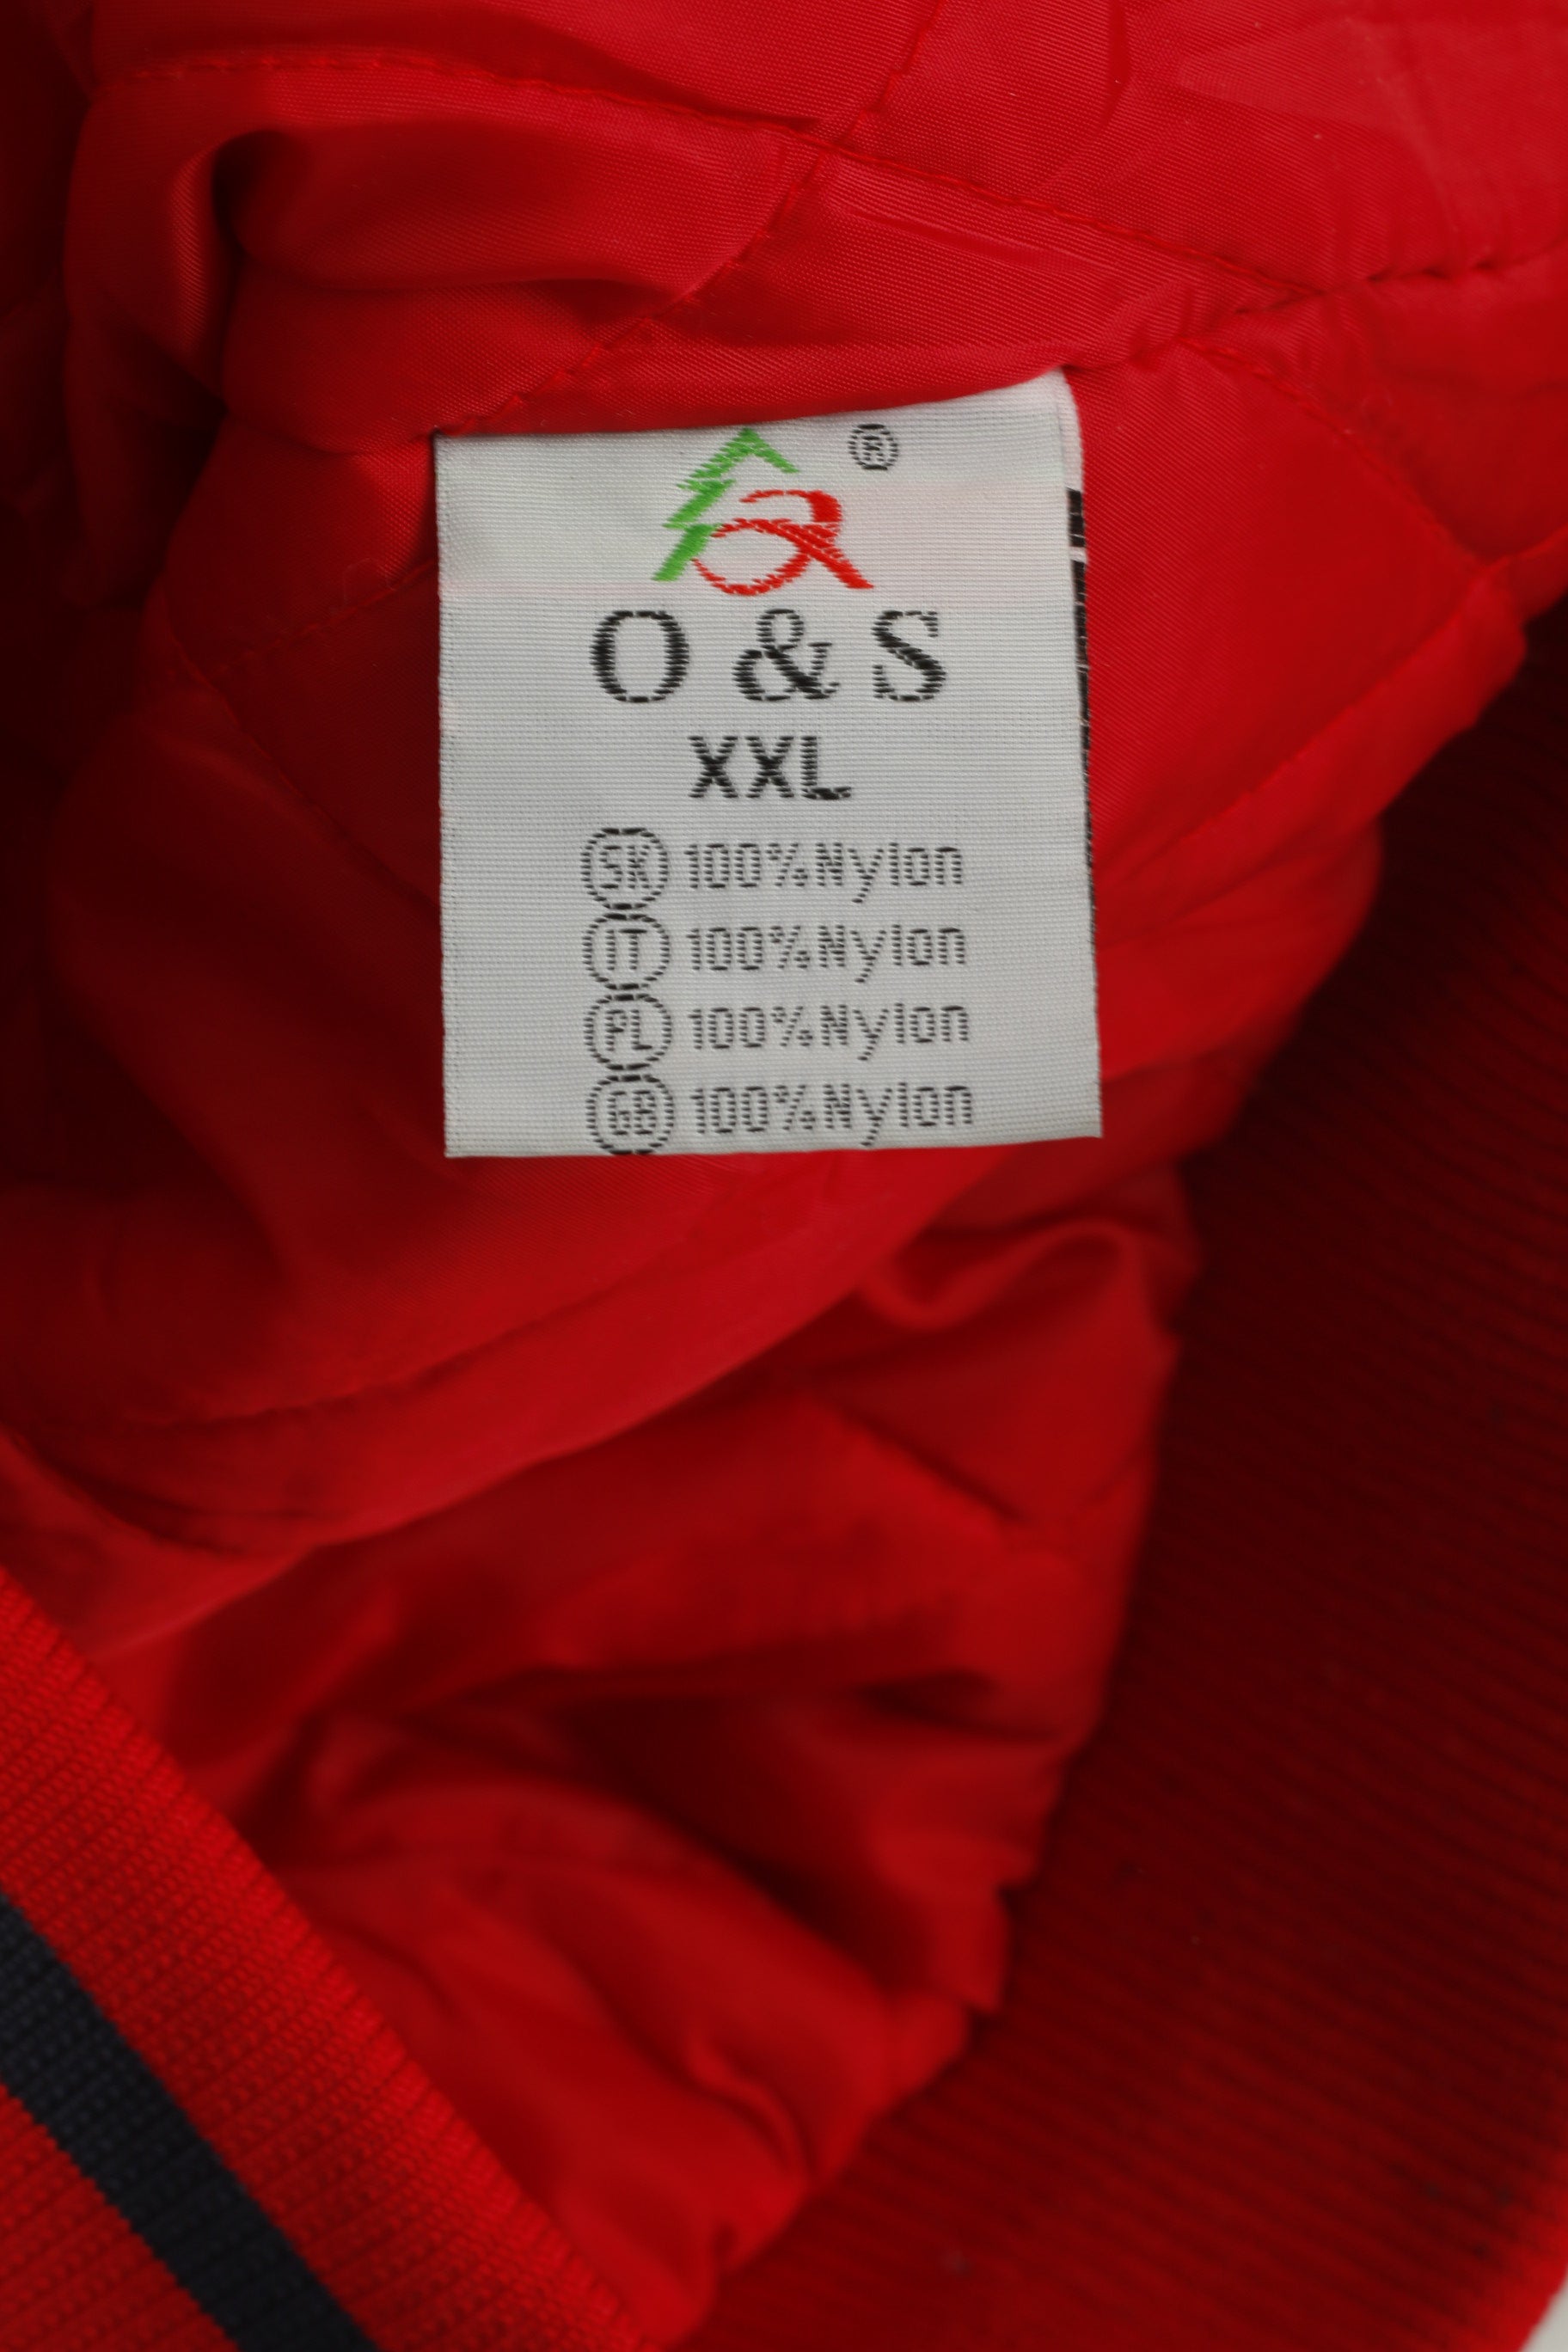 ®
O & S
XXL
SK 100%Nylon
IT 100%Nylon
PL 100%Nylon
GB 100%Nylon